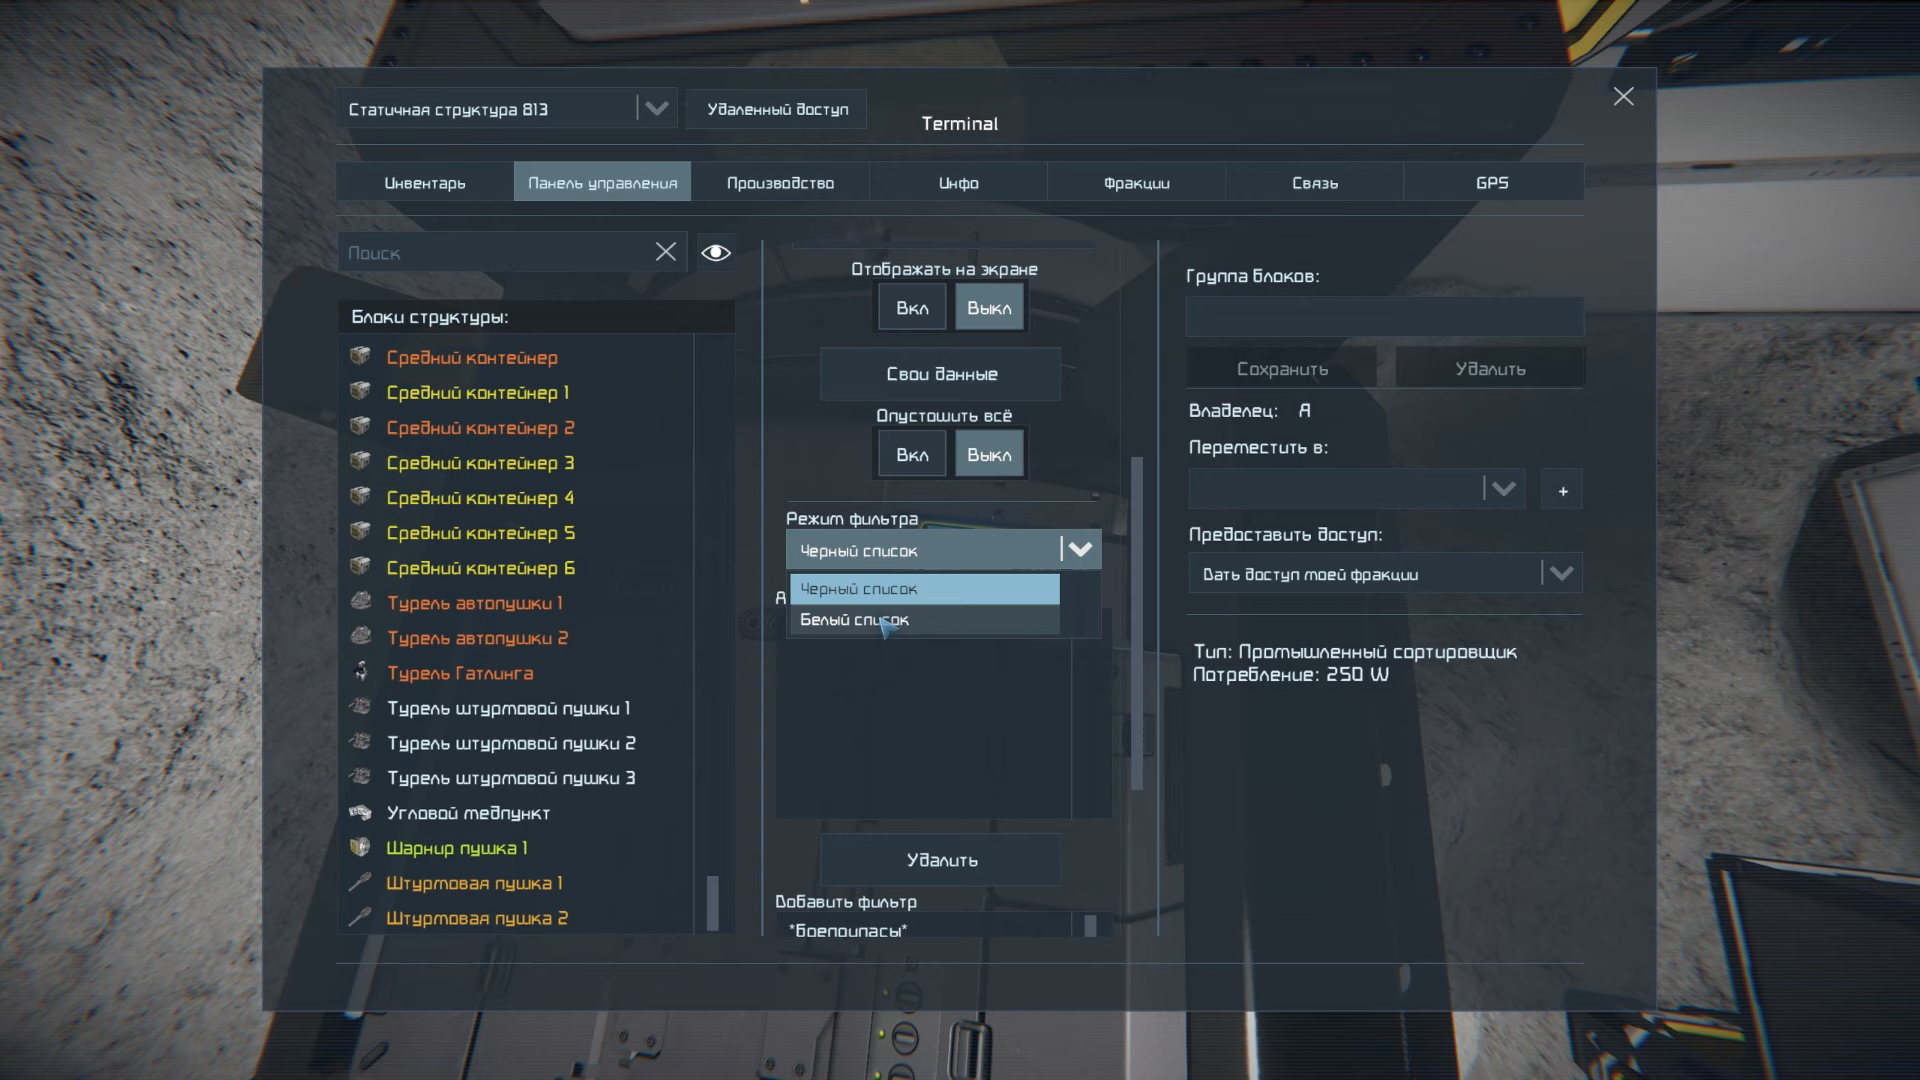 Статичная структура 813
Удаленный доступ
Terminal
Инвентарь
Панель управления
Производство
Инфо
Фракции
Связь
GPS
Поиск
Блоки структуры:
Средний контейнер
Средний контейнер 1
Средний контейнер 2
Средний контейнер 3
Средний контейнер 4
Средний контейнер 5
Средний контейнер 6
Турель автопушки 1
Турель автопушки 2
Турель Гатлинга
Турель штурмовой пушки 1
Турель штурмовой пушки 2
Турель штурмовой пушки 3
Угловой медпункт
Шарнир пушка 1
Штурмовая пушка 1
Штурмовая пушка 2
Отображать на экране
Вкл
Выкл
Свои данные
Опустошить всё
Вкл
Выкл
Режим фильтра
Черный список
Черный список
Белый список
Удалить
Добавить фильтр
*Боеприпасы*
Группа блоков:
Сохранить
Удалить
Владелец: A
Переместить в:
+
Предоставить доступ:
Дать доступ моей фракции
Тип: Промышленный сортировщик
Потребление: 250 W